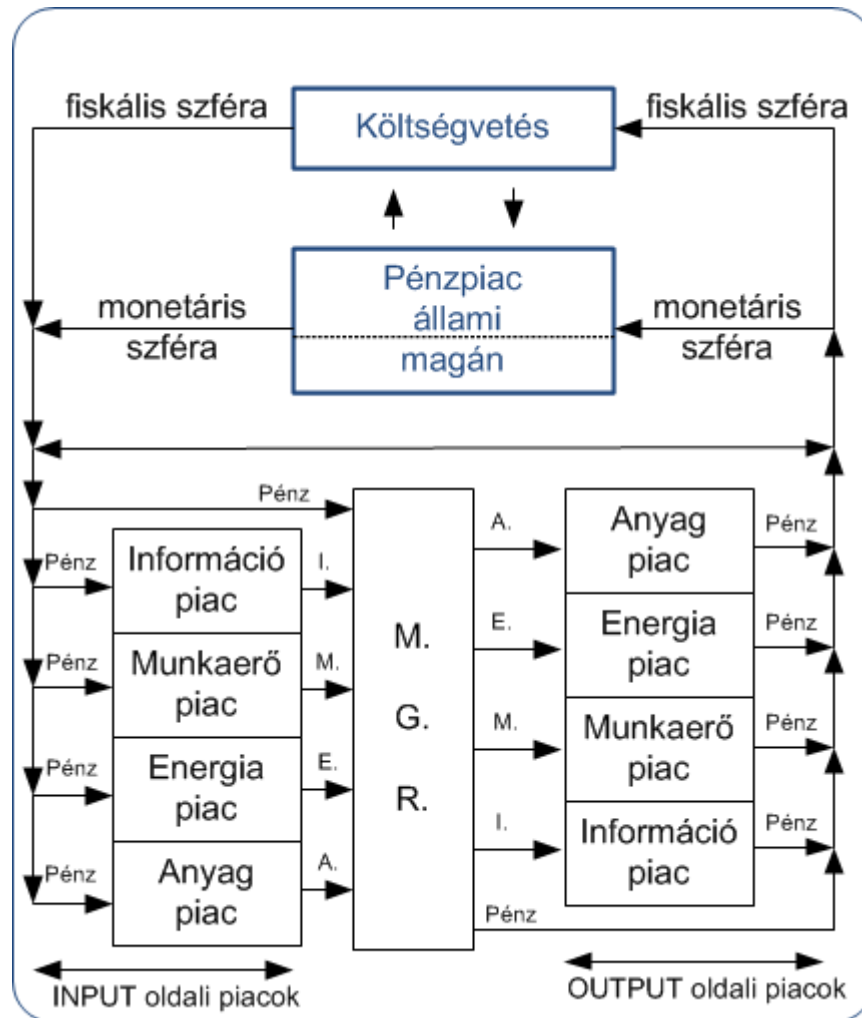 fiskális szféra
Költségvetés
fiskális szféra
monetáris
szféra
Pénzpiac
állami
magán
monetáris
szféra
Pénz
Pénz
Információ
piac
I.
Pénz
Munkaerő
piac
M.
Pénz
Energia
piac
E.
Pénz
Anyag
piac
A.
M.
G.
R.
A.
Anyag
piac
Pénz
E.
Energia
piac
Pénz
M.
Munkaerő
piac
Pénz
I.
Információ
piac
Pénz
Pénz
INPUT oldali piacok
OUTPUT oldali piacok